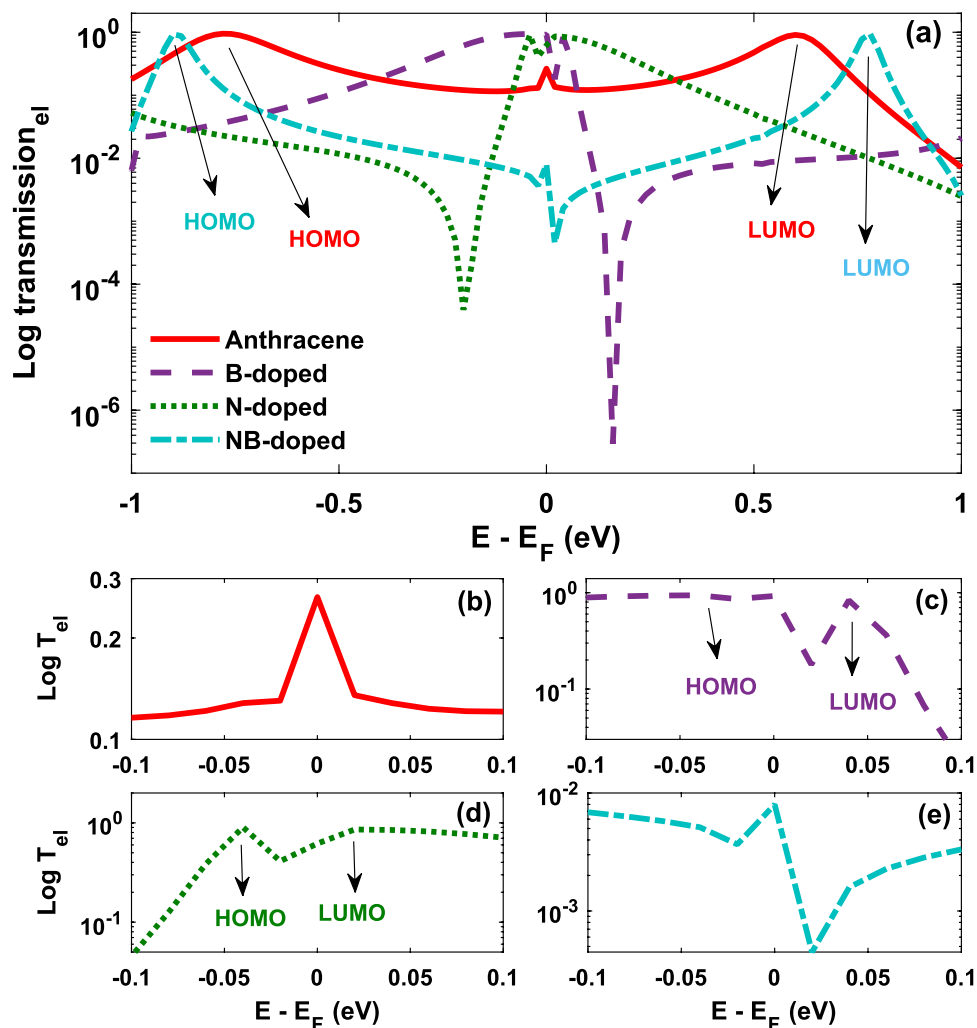 (a)
Log transmission_el
10^0
10^-2
10^-4
10^-6
HOMO
HOMO
LUMO
LUMO
Anthracene
B-doped
N-doped
NB-doped
-1 -0.5 0 0.5 1
E - E_F (eV)
(b)
Log T_el
0.3
0.2
0.1
-0.1 -0.05 0 0.05 0.1
(c)
10^0
10^-1
HOMO
LUMO
-0.1 -0.05 0 0.05 0.1
(d)
Log T_el
10^0
10^-1
HOMO
LUMO
-0.1 -0.05 0 0.05 0.1
E - E_F (eV)
(e)
10^-2
10^-3
-0.1 -0.05 0 0.05 0.1
E - E_F (eV)